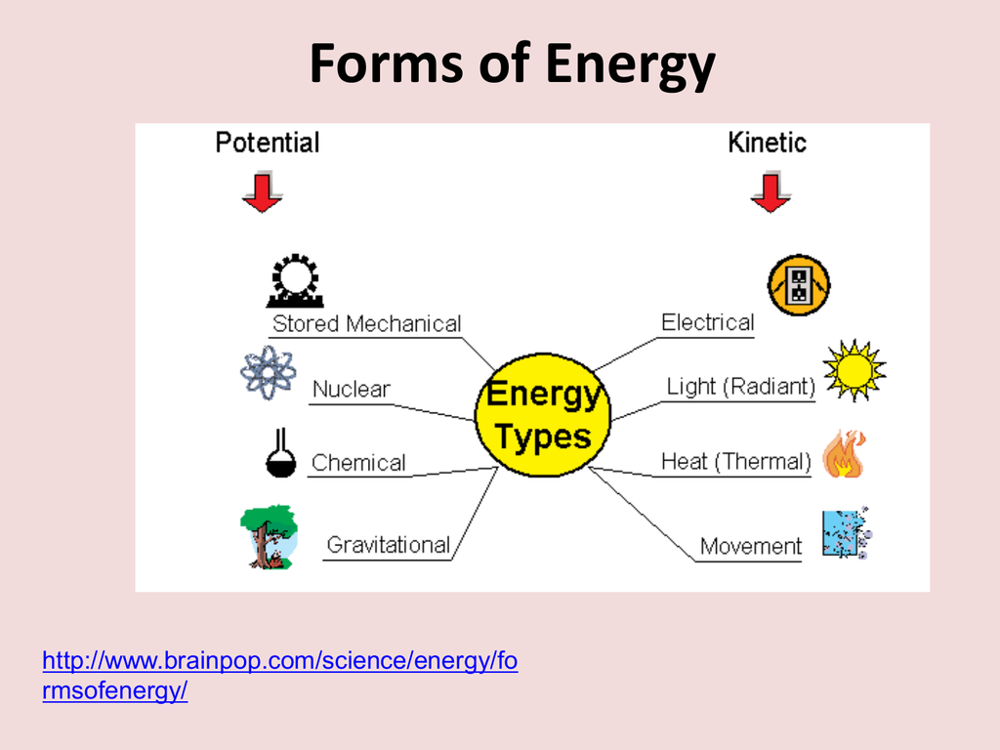 Forms of Energy
Potential
Kinetic
Stored Mechanical
Electrical
Nuclear
Light (Radiant)
Energy
Types
Chemical
Heat (Thermal)
Gravitational
Movement
http://www.brainpop.com/science/energy/fo
rmsofenergy/